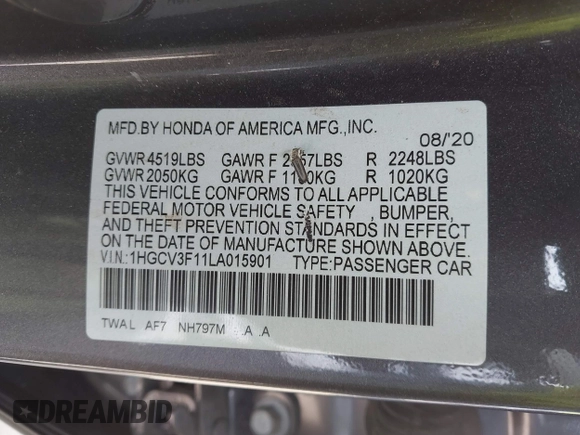 MFD.BY HONDA OF AMERICA MFG.,INC.
08/'20
GVWR 4519LBS GAWR F LBS R 2248LBS
GVWR 2050KG GAWR F KG R 1020KG
THIS VEHICLE CONFORMS TO ALL APPLICABLE
FEDERAL MOTOR VEHICLE SAFETY , BUMPER,
AND THEFT PREVENTION STANDARDS IN EFFECT
ON THE DATE OF MANUFACTURE SHOWN ABOVE.
V.I.N.:1HGCV3F11LA015901 TYPE:PASSENGER CAR
TWAL AF7 NH797M .A .A
DREAMBID